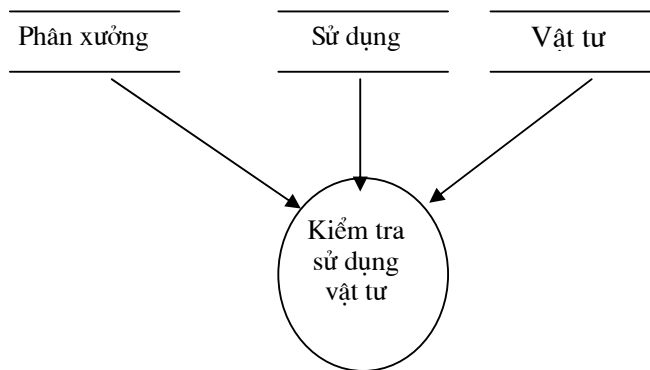 Phân xưởng
Sử dụng
Vật tư
Kiểm tra
sử dụng
vật tư